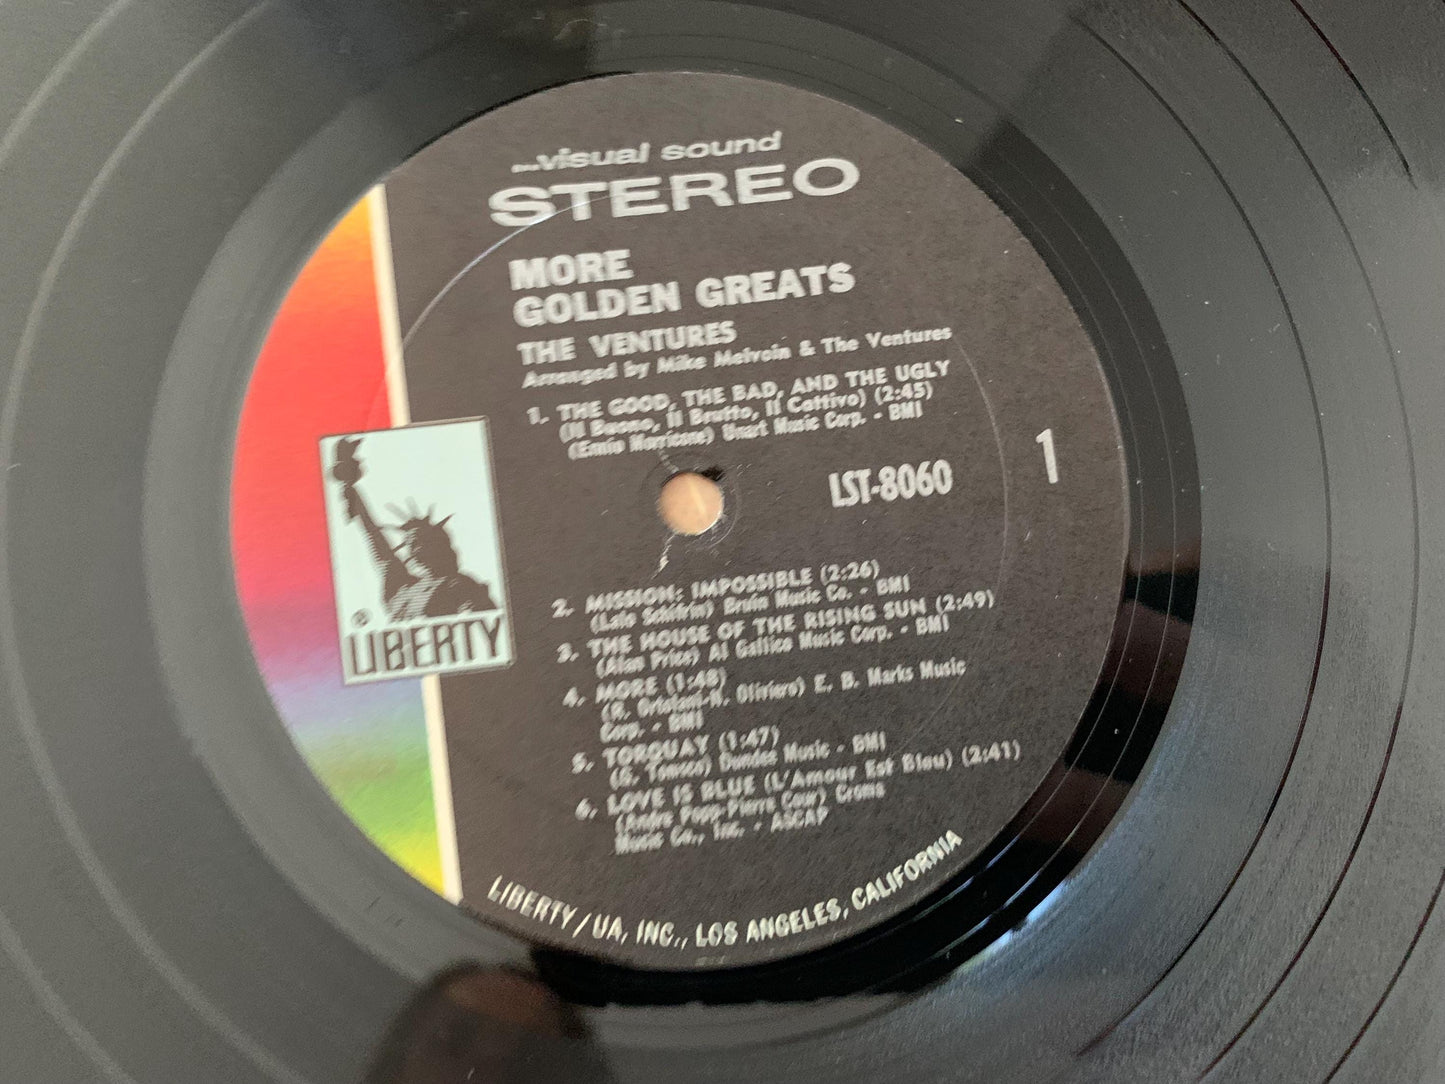 ...visual sound
STEREO
MORE
GOLDEN GREATS
THE VENTURES
Arranged by Mike Melvoin & The Ventures
1. THE GOOD, THE BAD, AND THE UGLY
(Il Buono, Il Brutto, Il Cattivo) (2:45)
(Ennio Morricone) Unart Music Corp. - BMI
LST-8060
1
2. MISSION: IMPOSSIBLE (2:26)
(Lalo Schifrin) Bruin Music Co. - BMI
3. THE HOUSE OF THE RISING SUN (2:49)
(Alan Price) Al Gallico Music Corp. - BMI
4. MORE (1:48)
(R. Ortolani-N. Oliviero) E. B. Marks Music
Corp. - BMI
5. TORQUAY (1:47)
(G. Tomsco) Dundee Music - BMI
6. LOVE IS BLUE (L'Amour Est Bleu) (2:41)
(Andre Popp-Pierre Cour) Croma
Music Co., Inc. - ASCAP
® LIBERTY
LIBERTY/UA, INC., LOS ANGELES, CALIFORNIA